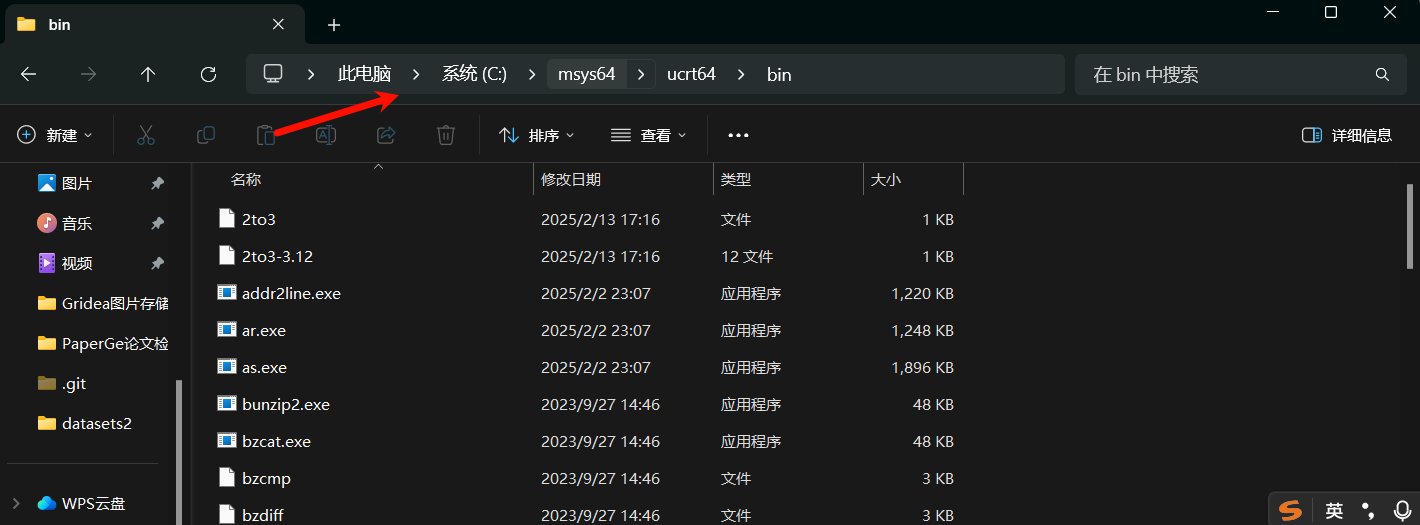 bin
此电脑 系统 (C:) msys64 ucrt64 bin
在 bin 中搜索
新建 排序 查看 详细信息
图片
音乐
视频
Gridea图片存储
PaperGe论文检
.git
datasets2
WPS云盘
名称 修改日期 类型 大小
2to3 2025/2/13 17:16 文件 1 KB
2to3-3.12 2025/2/13 17:16 12 文件 1 KB
addr2line.exe 2025/2/2 23:07 应用程序 1,220 KB
ar.exe 2025/2/2 23:07 应用程序 1,248 KB
as.exe 2025/2/2 23:07 应用程序 1,896 KB
bunzip2.exe 2023/9/27 14:46 应用程序 48 KB
bzcat.exe 2023/9/27 14:46 应用程序 48 KB
bzcmp 2023/9/27 14:46 文件 3 KB
bzdiff 2023/9/27 14:46 文件 3 KB
英